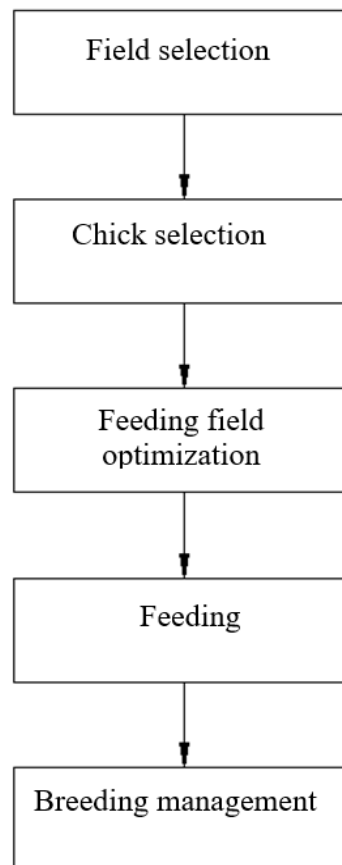 Field selection
Chick selection
Feeding field
optimization
Feeding
Breeding management